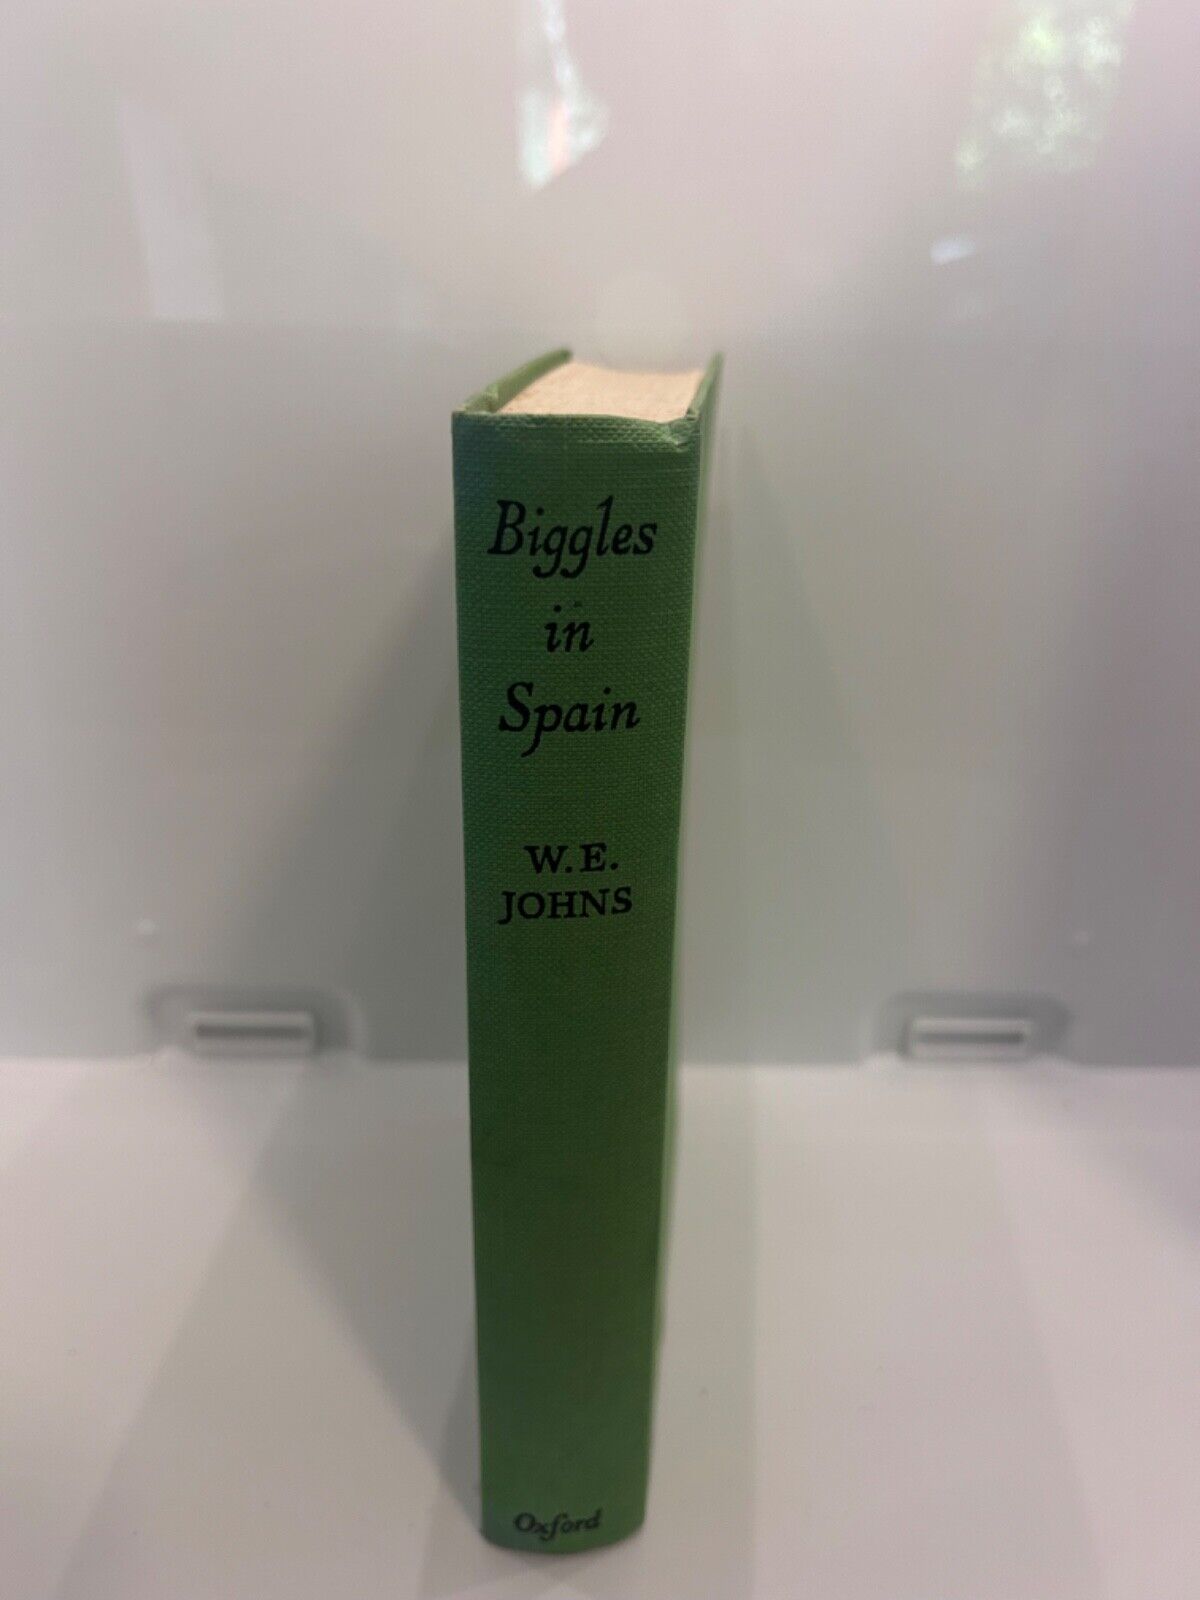 Biggles
in
Spain
W.E.
JOHNS
Oxford